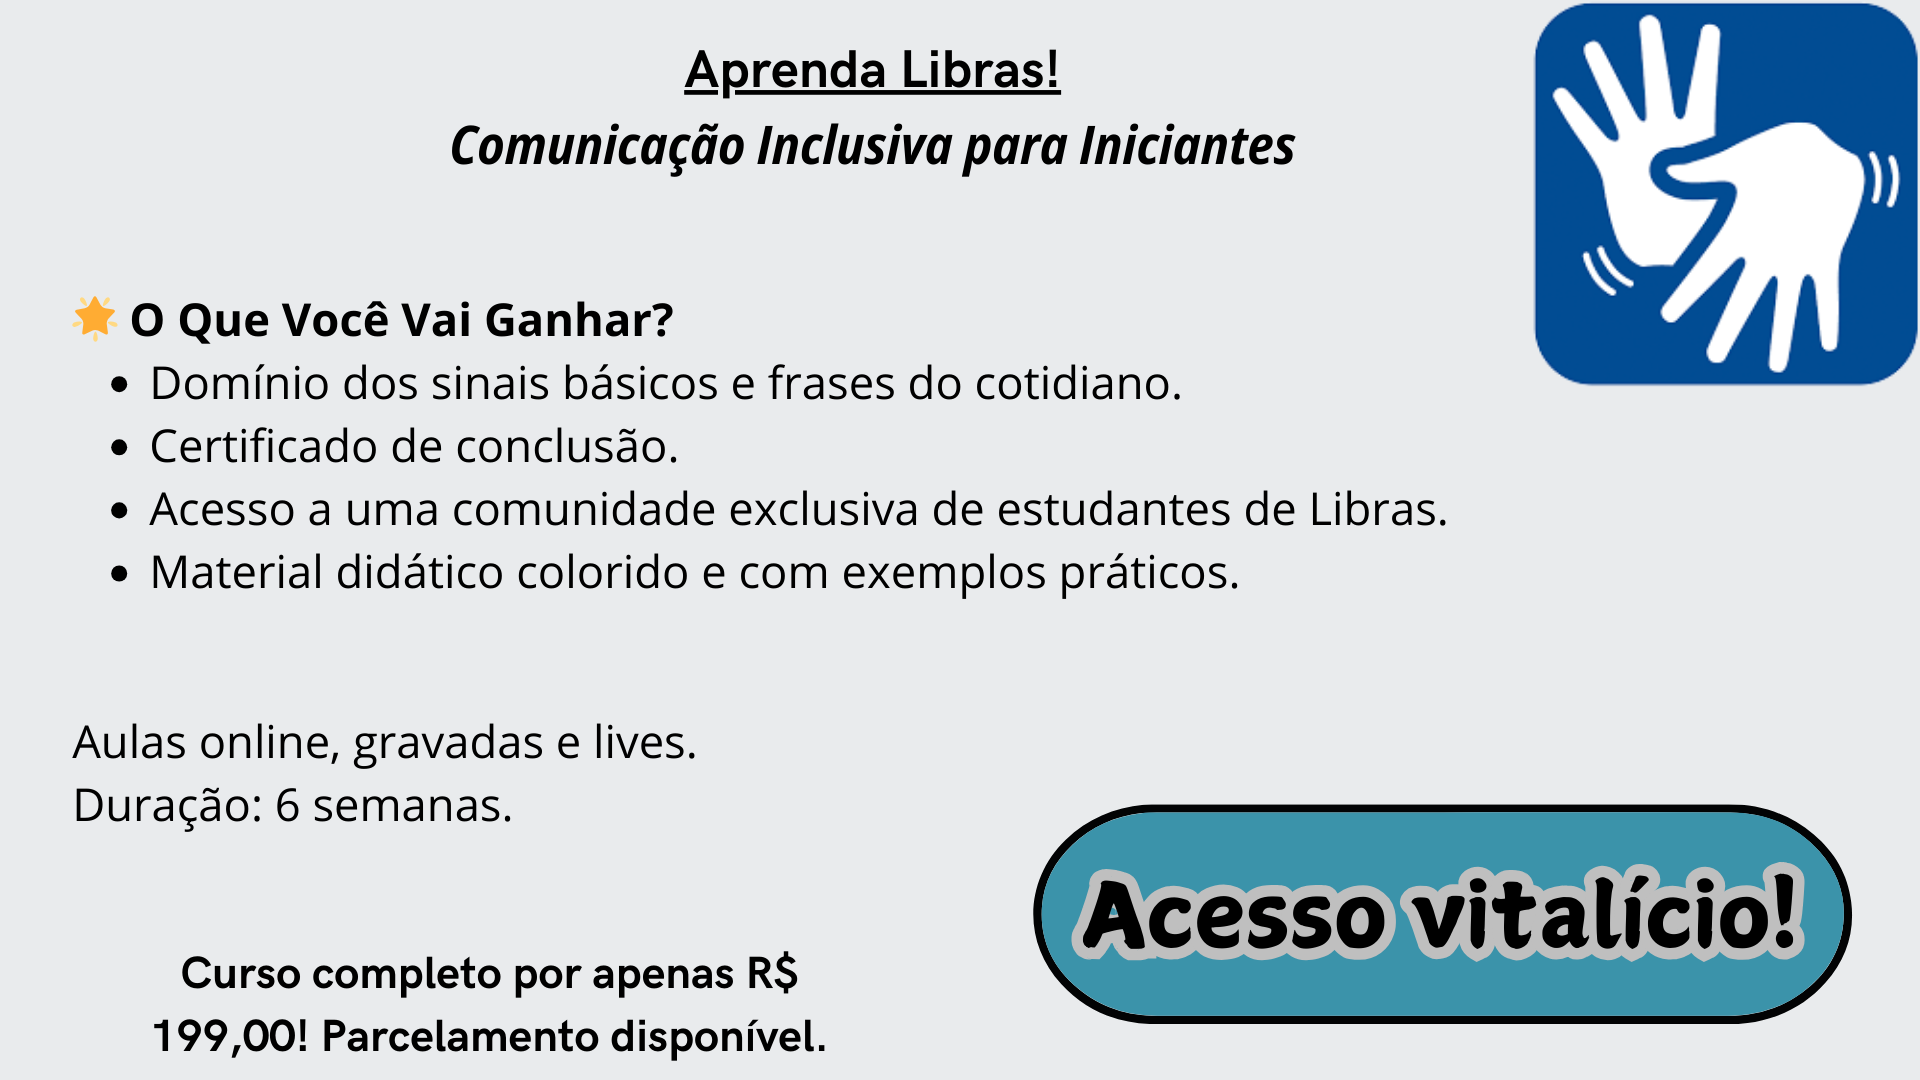 Aprenda Libras!
Comunicação Inclusiva para Iniciantes
🌟 O Que Você Vai Ganhar?
• Domínio dos sinais básicos e frases do cotidiano.
• Certificado de conclusão.
• Acesso a uma comunidade exclusiva de estudantes de Libras.
• Material didático colorido e com exemplos práticos.
Aulas online, gravadas e lives.
Duração: 6 semanas.
Acesso vitalício!
Curso completo por apenas R$
199,00! Parcelamento disponível.